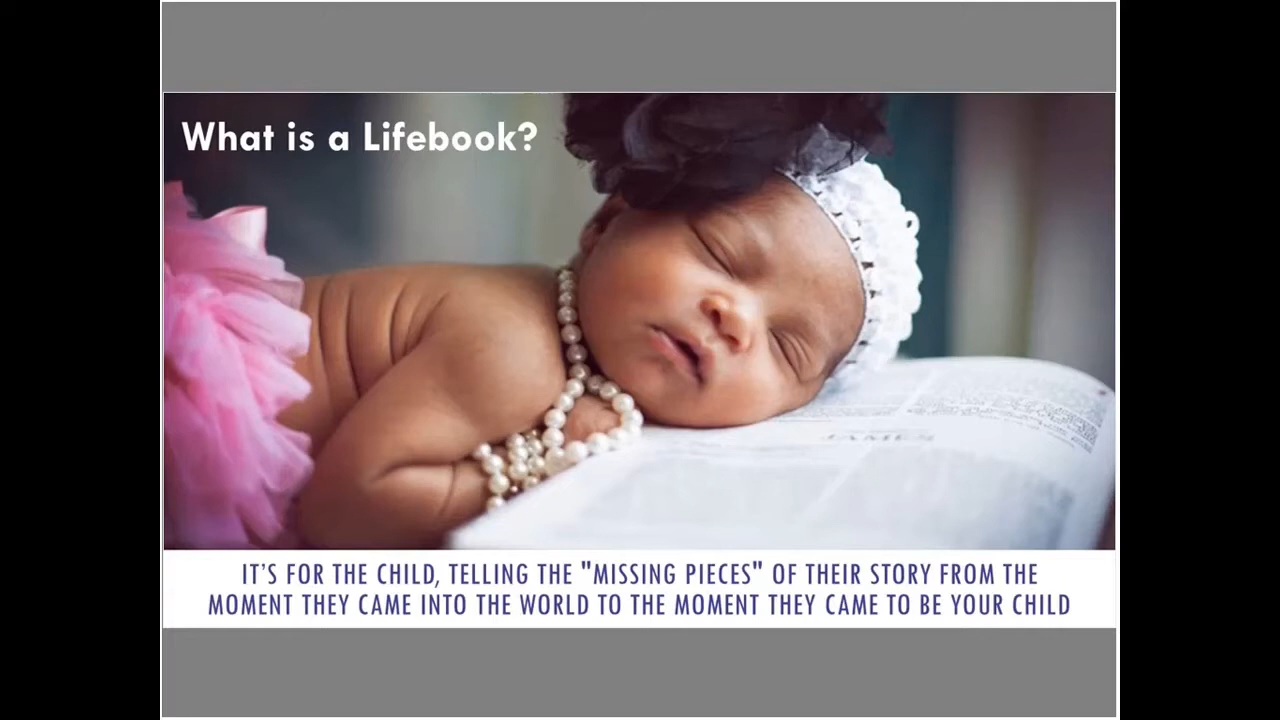 What is a Lifebook?
JAMES
IT'S FOR THE CHILD, TELLING THE "MISSING PIECES" OF THEIR STORY FROM THE
MOMENT THEY CAME INTO THE WORLD TO THE MOMENT THEY CAME TO BE YOUR CHILD